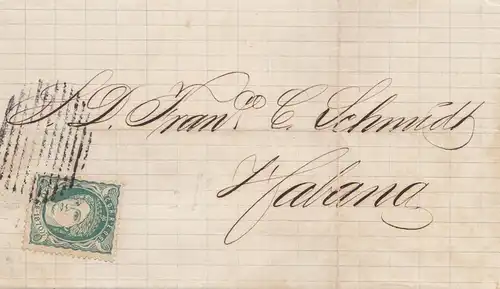 S. D. Franco. C. Schmidt
Habana